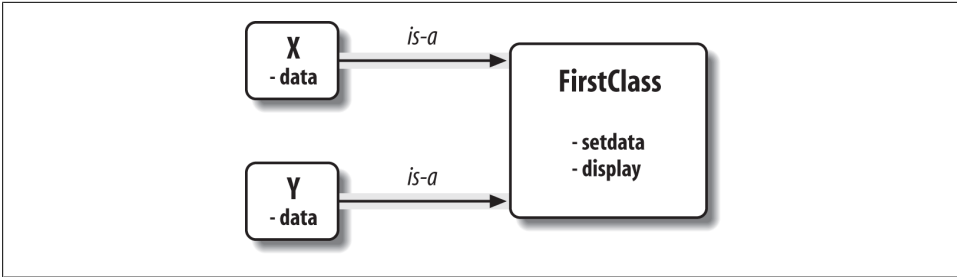 X
- data
is-a
FirstClass
- setdata
- display
Y
- data
is-a